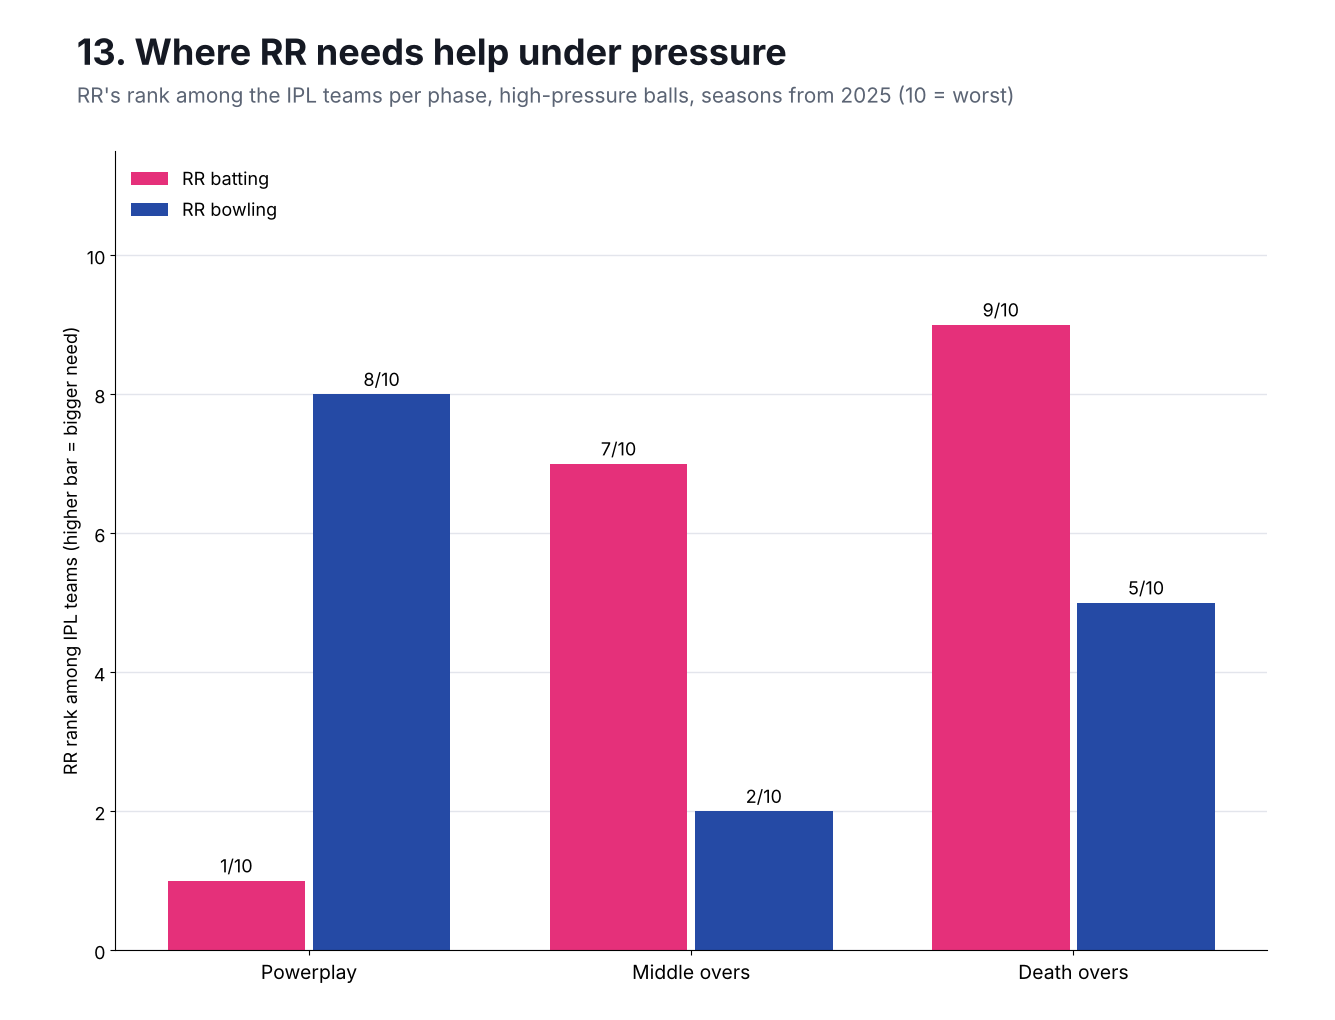 13. Where RR needs help under pressure
RR's rank among the IPL teams per phase, high-pressure balls, seasons from 2025 (10 = worst)
RR batting
RR bowling
RR rank among IPL teams (higher bar = bigger need)
10
8
6
4
2
0
1/10
8/10
7/10
2/10
9/10
5/10
Powerplay
Middle overs
Death overs